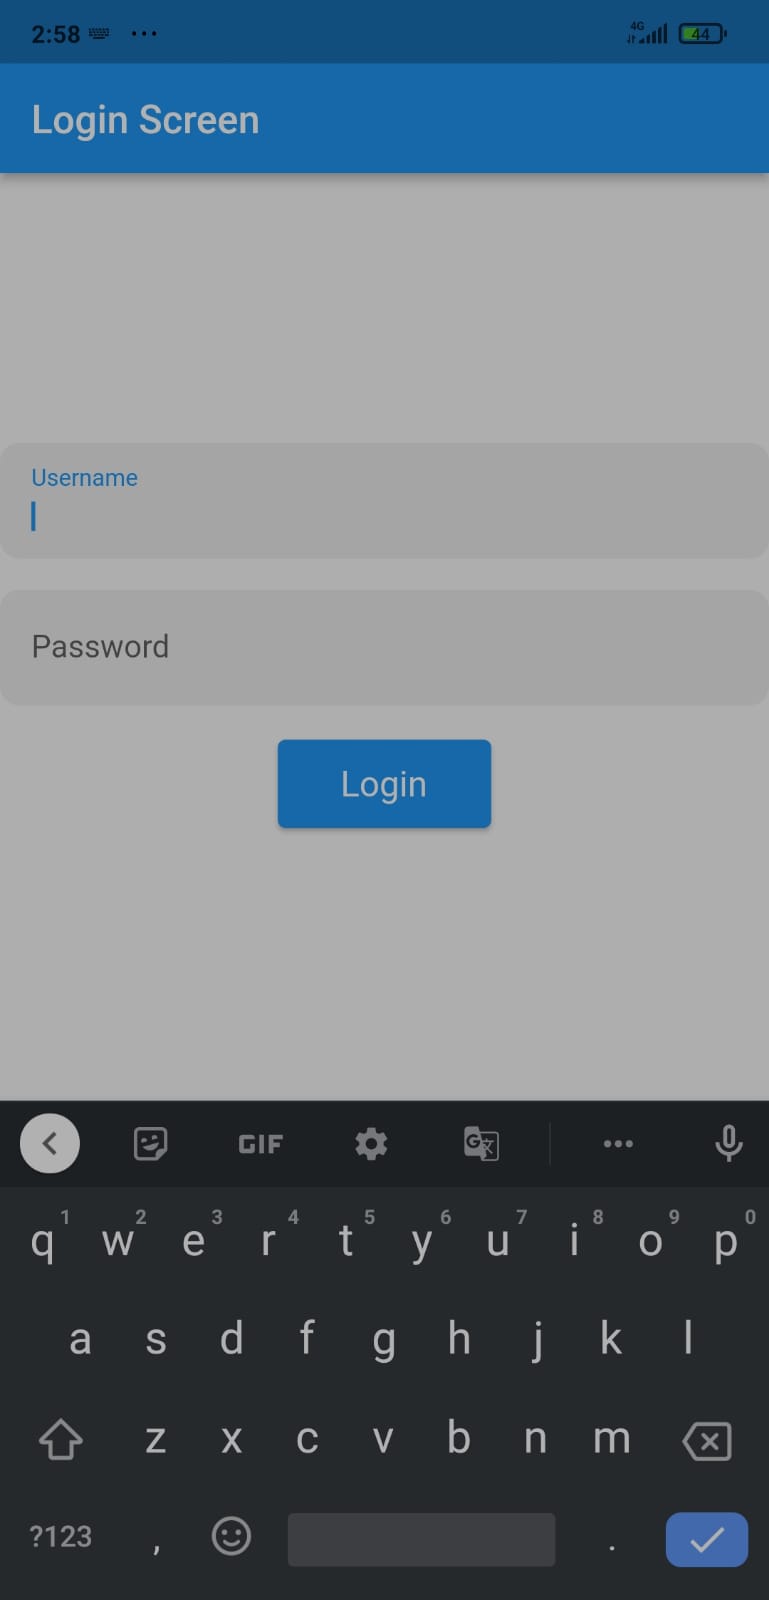 2:58 ... 4G 44
Login Screen
Username
Password
Login
GIF G
1 2 3 4 5 6 7 8 9 0
q w e r t y u i o p
a s d f g h j k l
z x c v b n m
?123 , .